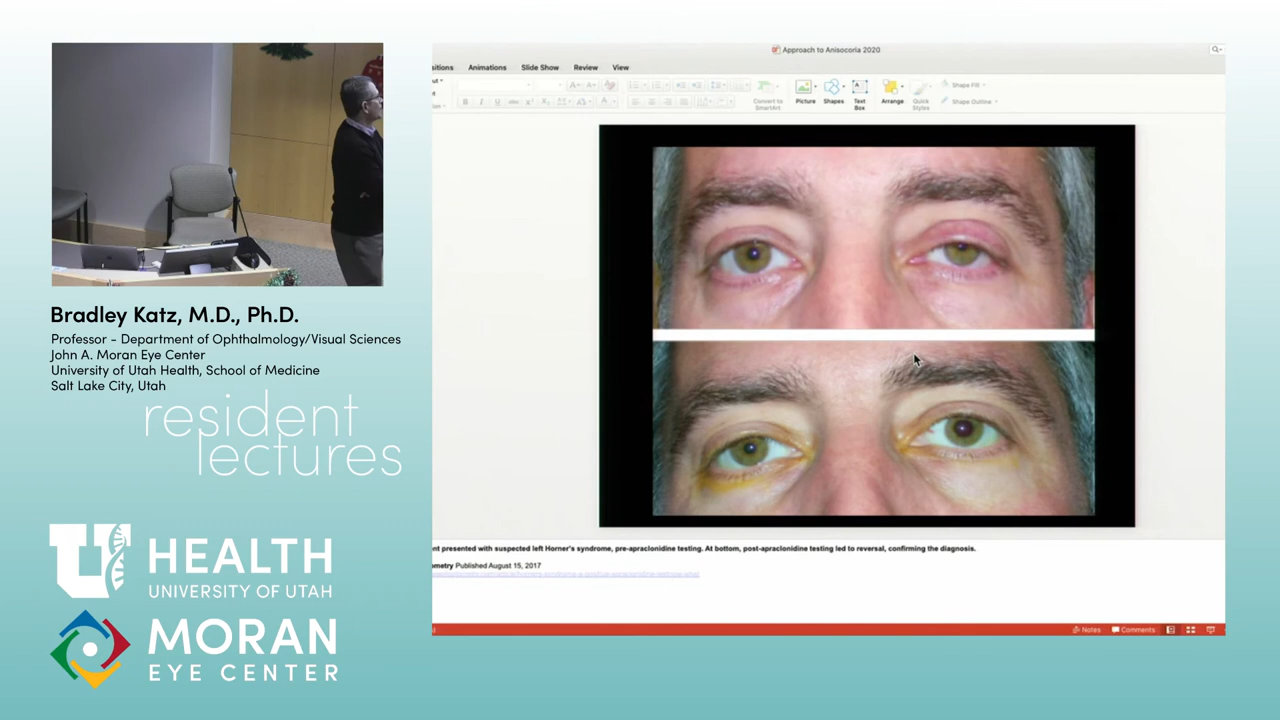 Bradley Katz, M.D., Ph.D.
Professor - Department of Ophthalmology/Visual Sciences
John A. Moran Eye Center
University of Utah Health, School of Medicine
Salt Lake City, Utah
resident
lectures
U HEALTH
UNIVERSITY OF UTAH
MORAN
EYE CENTER
Approach to Anisocoria 2020
sitions Animations Slide Show Review View
Convert to SmartArt
Picture Shapes Text Box Arrange Quick Styles
Shape Fill
Shape Outline
nt presented with suspected left Horner's syndrome, pre-apraclonidine testing. At bottom, post-apraclonidine testing led to reversal, confirming the diagnosis.
ometry Published August 15, 2017
Notes Comments